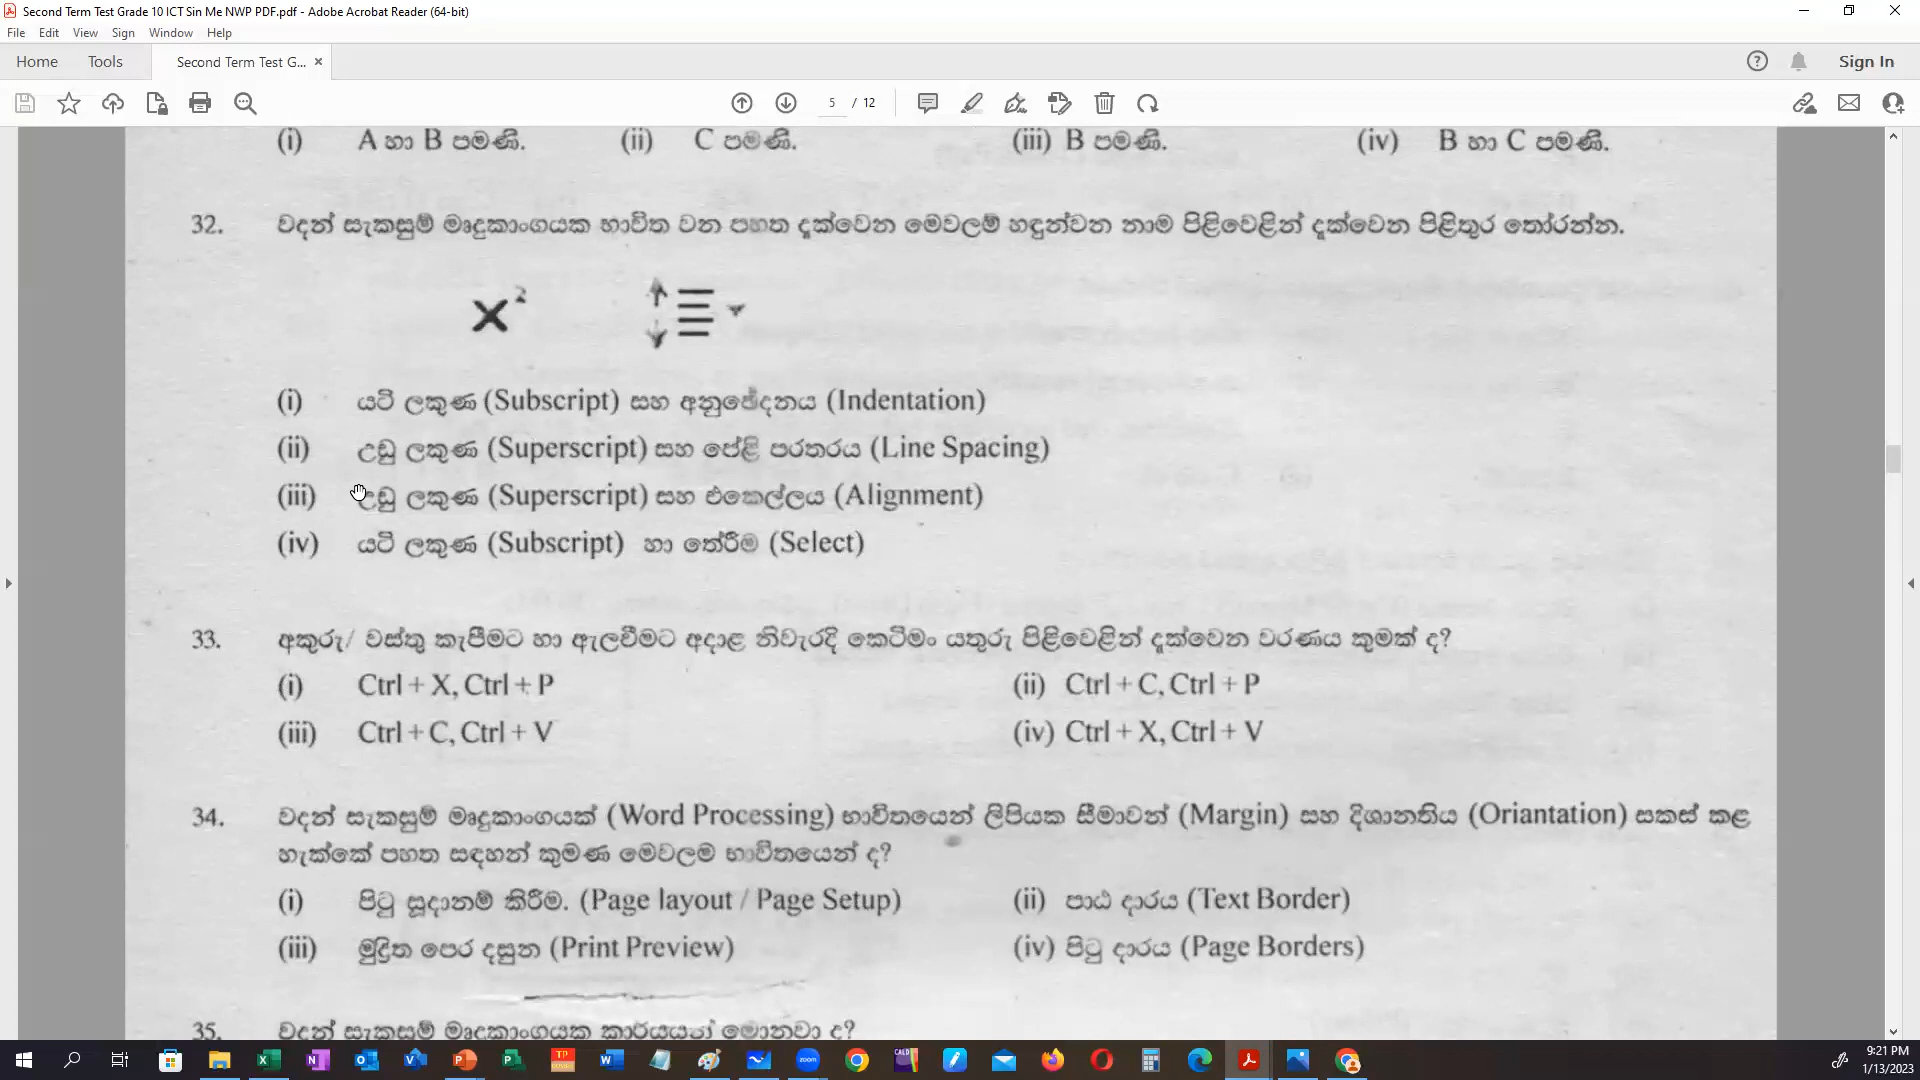 Second Term Test Grade 10 ICT Sin Me NWP PDF.pdf - Adobe Acrobat Reader (64-bit)
File Edit View Sign Window Help
Home Tools Second Term Test G... × Sign In
5 / 12
(i) A හා B පමණි. (ii) C පමණි. (iii) B පමණි. (iv) B හා C පමණි.
32. වදන් සැකසුම් මෘදුකාංගයක භාවිත වන පහත දැක්වෙන මෙවලම් හඳුන්වන නාම පිළිවෙළින් දැක්වෙන පිළිතුර තෝරන්න.
X²
(i) යටි ලකුණ (Subscript) සහ අනුඡේදනය (Indentation)
(ii) උඩු ලකුණ (Superscript) සහ පේළි පරතරය (Line Spacing)
(iii) උඩු ලකුණ (Superscript) සහ එකෙල්ලය (Alignment)
(iv) යටි ලකුණ (Subscript) හා තේරීම (Select)
33. අකුරු/ වස්තු කැපීමට හා ඇලවීමට අදාළ නිවැරදි කෙටිමං යතුරු පිළිවෙළින් දැක්වෙන වරණය කුමක් ද?
(i) Ctrl + X, Ctrl + P (ii) Ctrl + C, Ctrl + P
(iii) Ctrl + C, Ctrl + V (iv) Ctrl + X, Ctrl + V
34. වදන් සැකසුම් මෘදුකාංගයක් (Word Processing) භාවිතයෙන් ලිපියක සීමාවන් (Margin) සහ දිශානතිය (Oriantation) සකස් කළ
හැක්කේ පහත සඳහන් කුමණ මෙවලම භාවිතයෙන් ද?
(i) පිටු සූදානම් කිරීම. (Page layout / Page Setup) (ii) පාඨ දාරය (Text Border)
(iii) මුද්‍රිත පෙර දසුන (Print Preview) (iv) පිටු දාරය (Page Borders)
35. වදන් සැකසුම් මෘදුකාංගයක මොනවා ද?
9:21 PM
1/13/2023